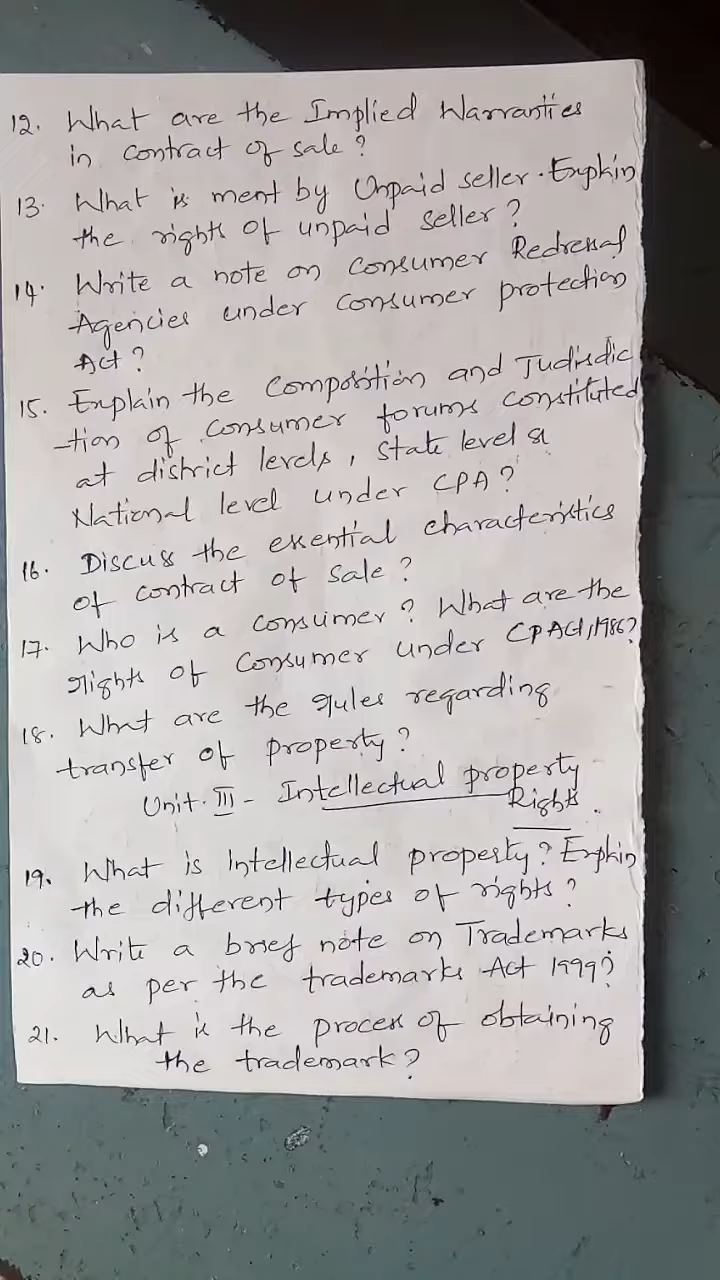 12. What are the Implied Warranties
in contract of sale?
13. What is ment by Unpaid seller. Explain
the rights of unpaid seller?
14. Write a note on Consumer Redressal
Agencies under consumer protection
Act?
15. Explain the Composition and Judisdic
-tion of consumer forums constituted
at district levels, state level &
National level under CPA?
16. Discuss the essential characteristics
of contract of sale?
17. Who is a consumer? What are the
rights of Consumer under CPAct, 1986?
18. What are the rules regarding
transfer of property?
Unit. III - Intellectual property
Rights.
19. What is intellectual property? Explain
the different types of rights?
20. Write a brief note on Trademarks
as per the trademarks Act 1999?
21. What is the process of obtaining
the trademark?